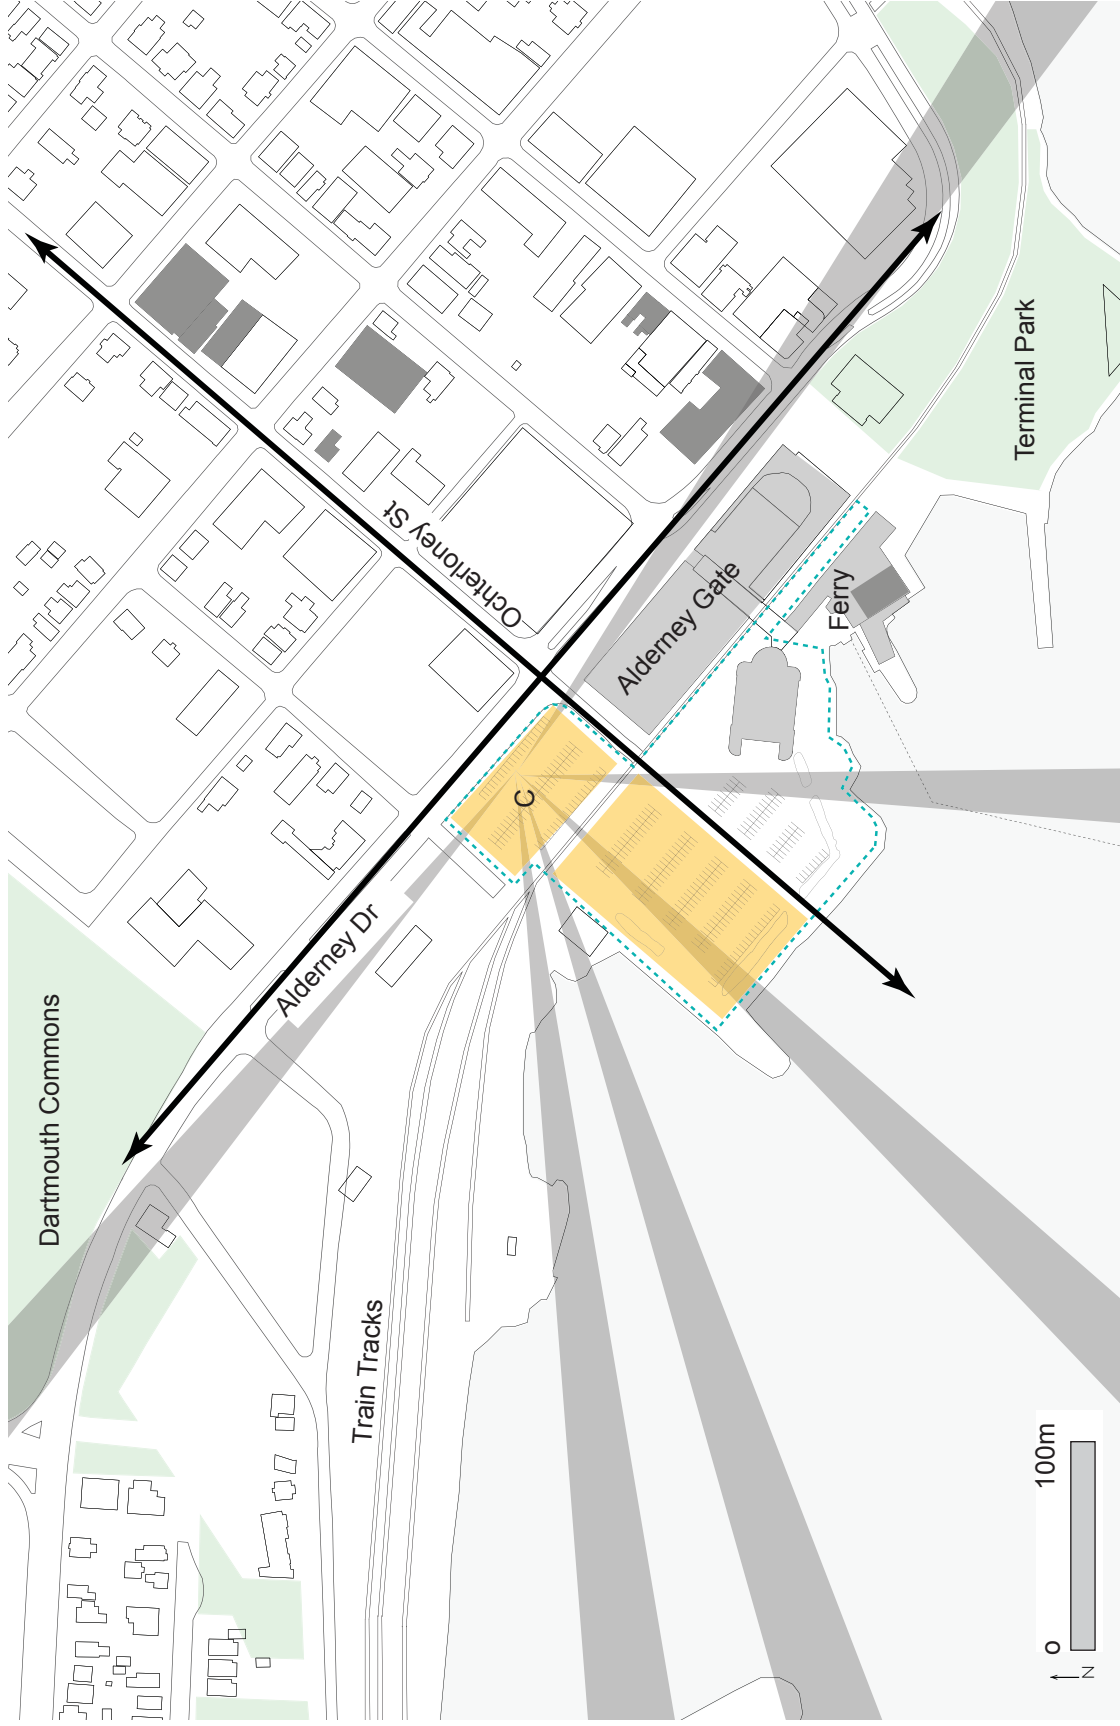 Dartmouth Commons
Alderney Dr
Ochterloney St
Alderney Gate
Ferry
Terminal Park
C
Train Tracks
0
100m
N